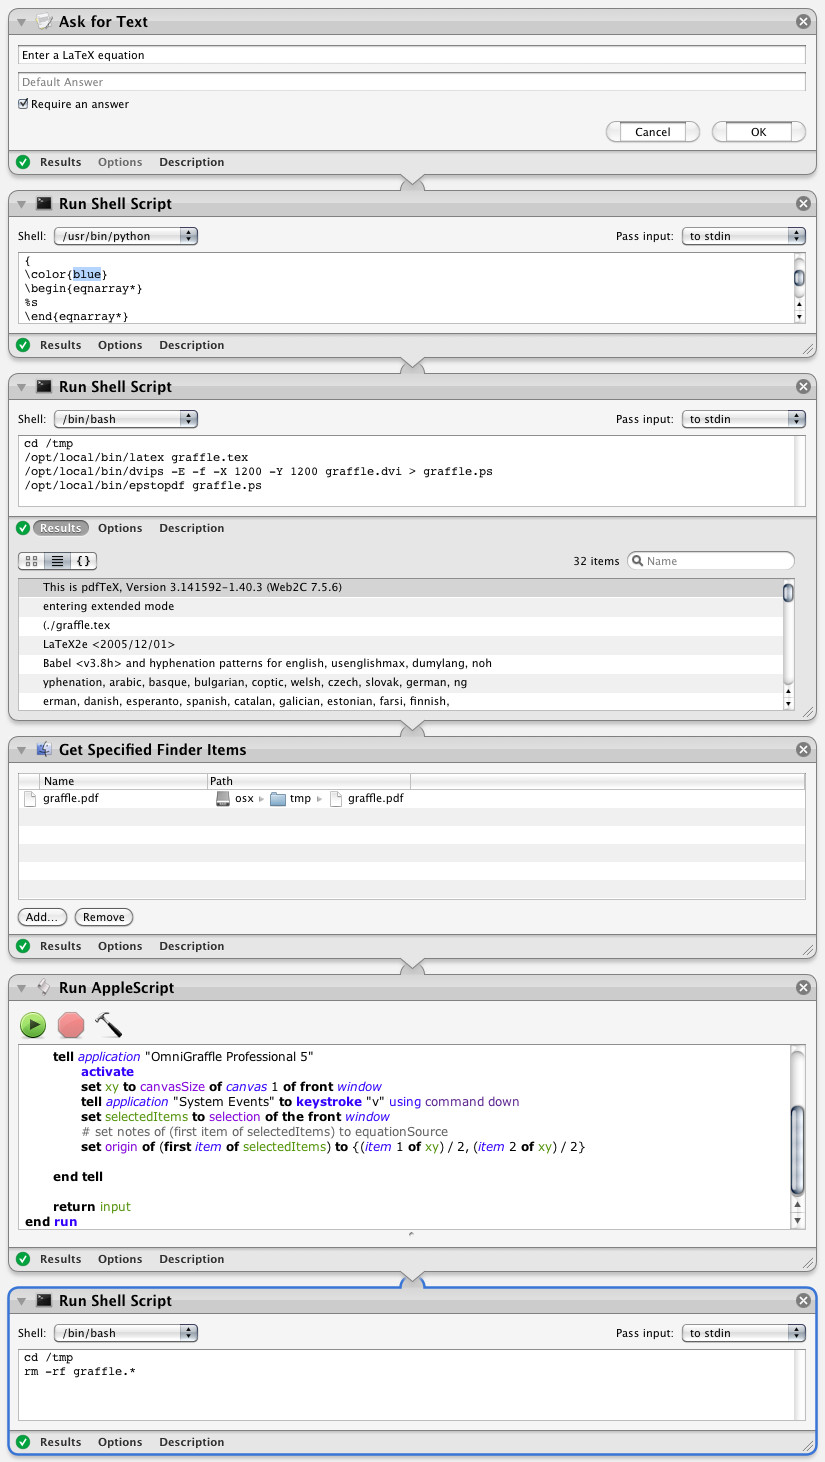 Ask for Text
Enter a LaTeX equation
Default Answer
Require an answer
Cancel OK
Results Options Description
Run Shell Script
Shell: /usr/bin/python Pass input: to stdin
{
\color{blue}
\begin{eqnarray*}
%s
\end{eqnarray*}
Results Options Description
Run Shell Script
Shell: /bin/bash Pass input: to stdin
cd /tmp
/opt/local/bin/latex graffle.tex
/opt/local/bin/dvips -E -f -X 1200 -Y 1200 graffle.dvi > graffle.ps
/opt/local/bin/epstopdf graffle.ps
Results Options Description
{} 32 items Name
This is pdfTeX, Version 3.141592-1.40.3 (Web2C 7.5.6)
entering extended mode
(./graffle.tex
LaTeX2e <2005/12/01>
Babel <v3.8h> and hyphenation patterns for english, usenglishmax, dumylang, noh
yphenation, arabic, basque, bulgarian, coptic, welsh, czech, slovak, german, ng
erman, danish, esperanto, spanish, catalan, galician, estonian, farsi, finnish,
Get Specified Finder Items
Name Path
graffle.pdf osx tmp graffle.pdf
Add... Remove
Results Options Description
Run AppleScript
tell application "OmniGraffle Professional 5"
activate
set xy to canvasSize of canvas 1 of front window
tell application "System Events" to keystroke "v" using command down
set selectedItems to selection of the front window
# set notes of (first item of selectedItems) to equationSource
set origin of (first item of selectedItems) to {(item 1 of xy) / 2, (item 2 of xy) / 2}
end tell
return input
end run
Results Options Description
Run Shell Script
Shell: /bin/bash Pass input: to stdin
cd /tmp
rm -rf graffle.*
Results Options Description